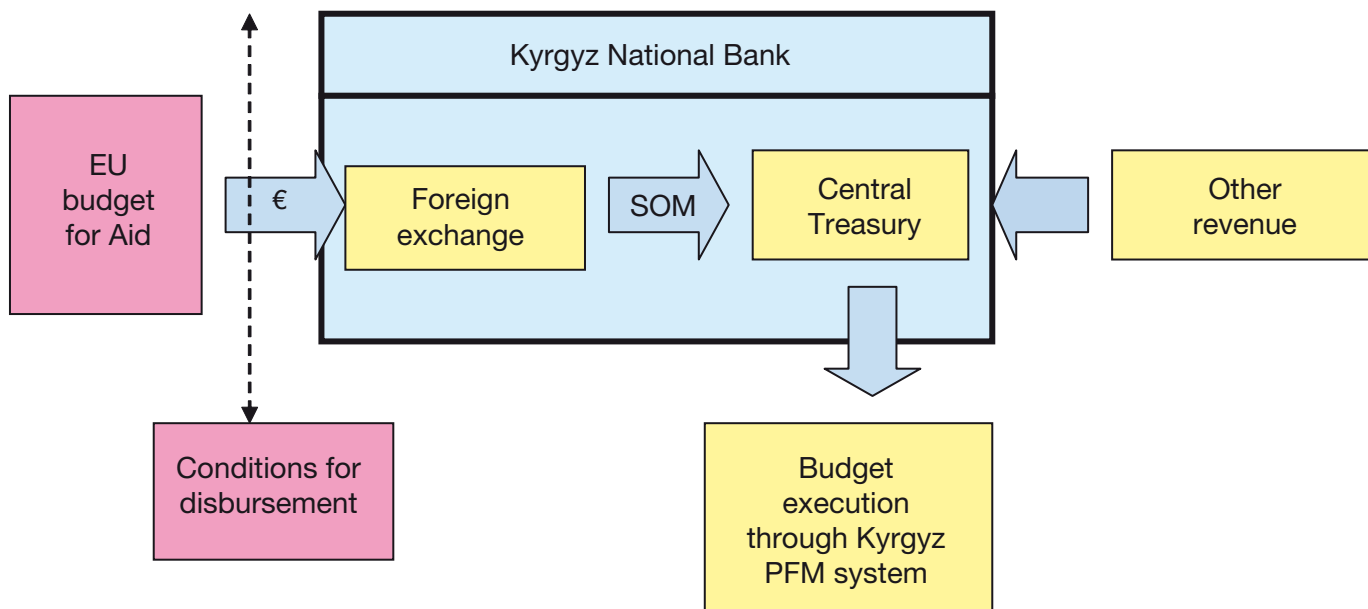 Kyrgyz National Bank
EU
budget
for Aid
€
Foreign
exchange
SOM
Central
Treasury
Other
revenue
Conditions for
disbursement
Budget
execution
through Kyrgyz
PFM system